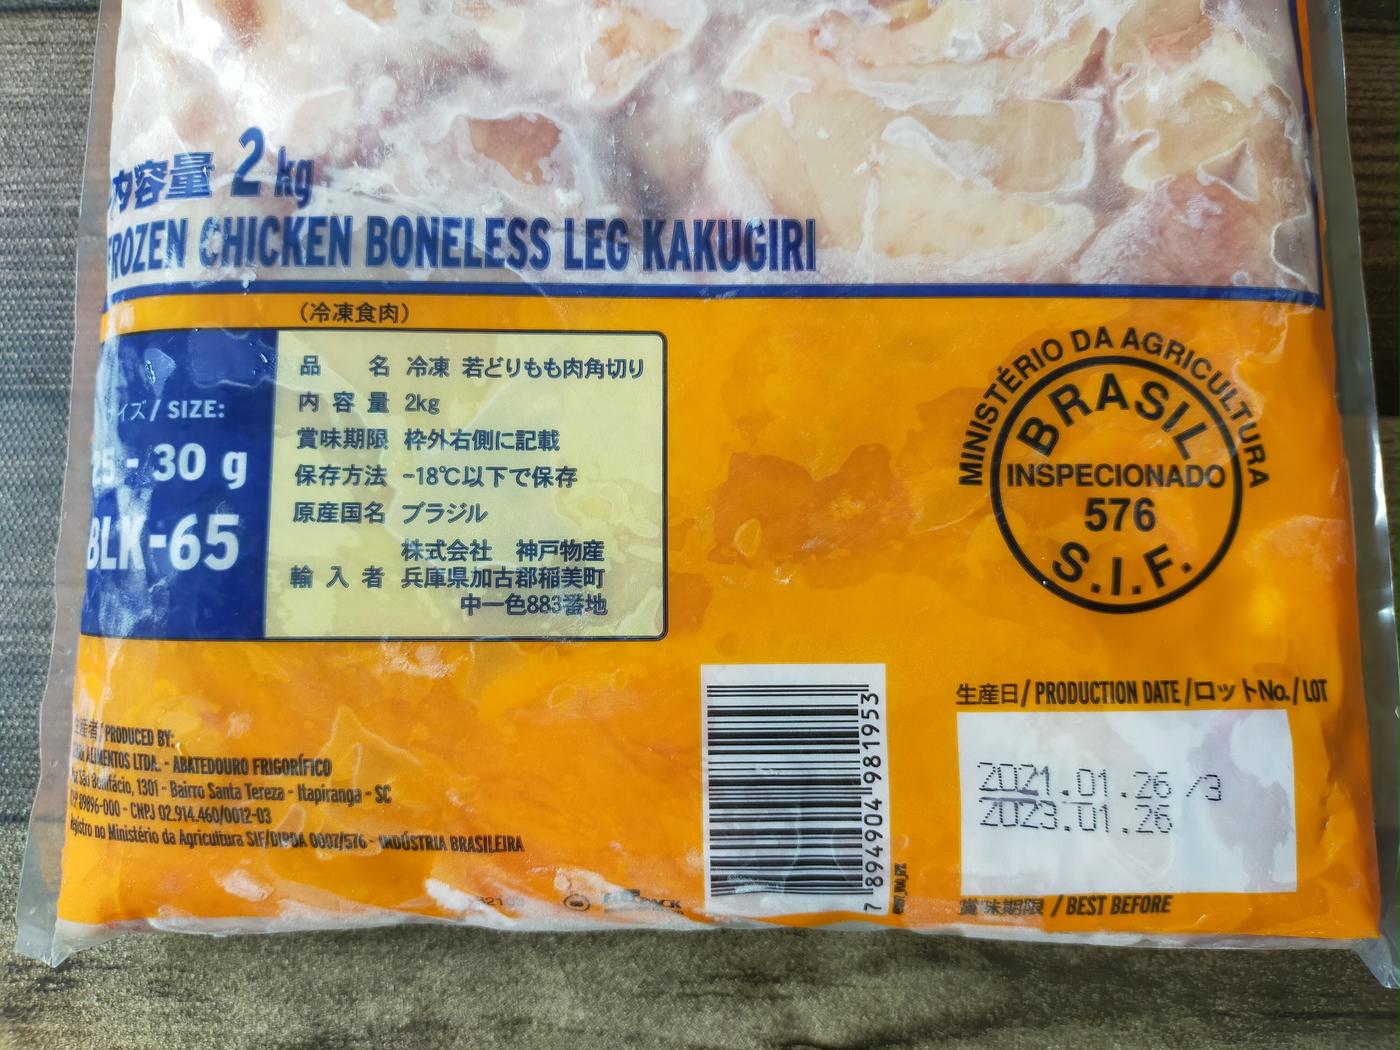 内容量 2 kg
FROZEN CHICKEN BONELESS LEG KAKUGIRI
(冷凍食肉)
サイズ / SIZE:
25 - 30 g
BLK-65
品 名 冷凍 若どりもも肉角切り
内 容 量 2kg
賞味期限 枠外右側に記載
保存方法 -18℃以下で保存
原産国名 ブラジル
株式会社 神戸物産
輸 入 者 兵庫県加古郡稲美町
中一色883番地
MINISTÉRIO DA AGRICULTURA
BRASIL
INSPECIONADO
576
S.I.F.
生産者 / PRODUCED BY:
ALIMENTOS LTDA. - ABATEDOURO FRIGORÍFICO
São Bonifácio, 1301 - Bairro Santa Tereza - Itapiranga - SC
89896-000 - CNPJ 02.914.460/0012-03
Registro no Ministério da Agricultura SIF/DIPOA 0007/576 - INDÚSTRIA BRASILEIRA
7 894904 981953
生産日 / PRODUCTION DATE / ロットNo. / LOT
2021.01.26 /3
2023.01.26
賞味期限 / BEST BEFORE